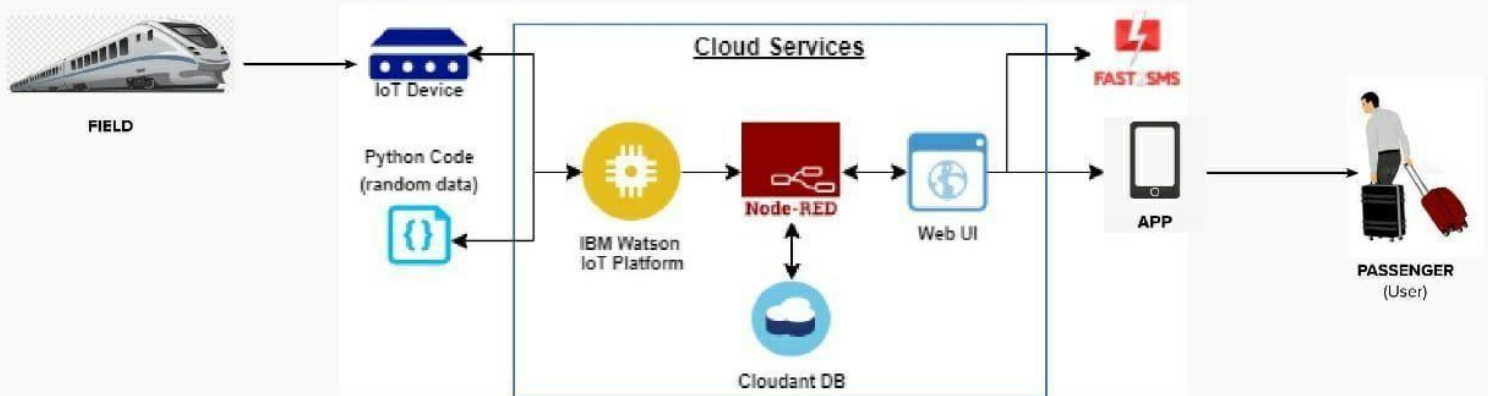 Cloud Services
FIELD
IoT Device
Python Code
(random data)
{}
IBM Watson
IoT Platform
Node-RED
Cloudant DB
Web UI
FAST2SMS
APP
PASSENGER
(User)